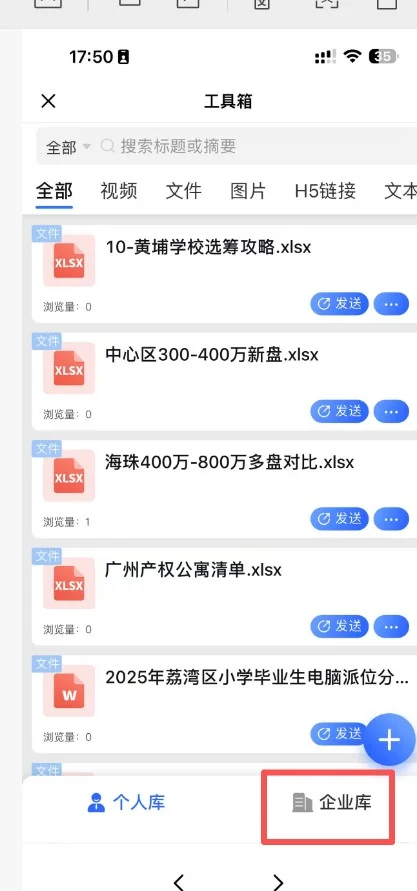 17:50
35
工具箱
全部 搜索标题或摘要
全部 视频 文件 图片 H5链接 文本
文件
XLSX
10-黄埔学校选筹攻略.xlsx
浏览量：0
发送
文件
XLSX
中心区300-400万新盘.xlsx
浏览量：0
发送
文件
XLSX
海珠400万-800万多盘对比.xlsx
浏览量：1
发送
文件
XLSX
广州产权公寓清单.xlsx
浏览量：0
发送
文件
W
2025年荔湾区小学毕业生电脑派位分...
浏览量：0
发送
文件
个人库 企业库